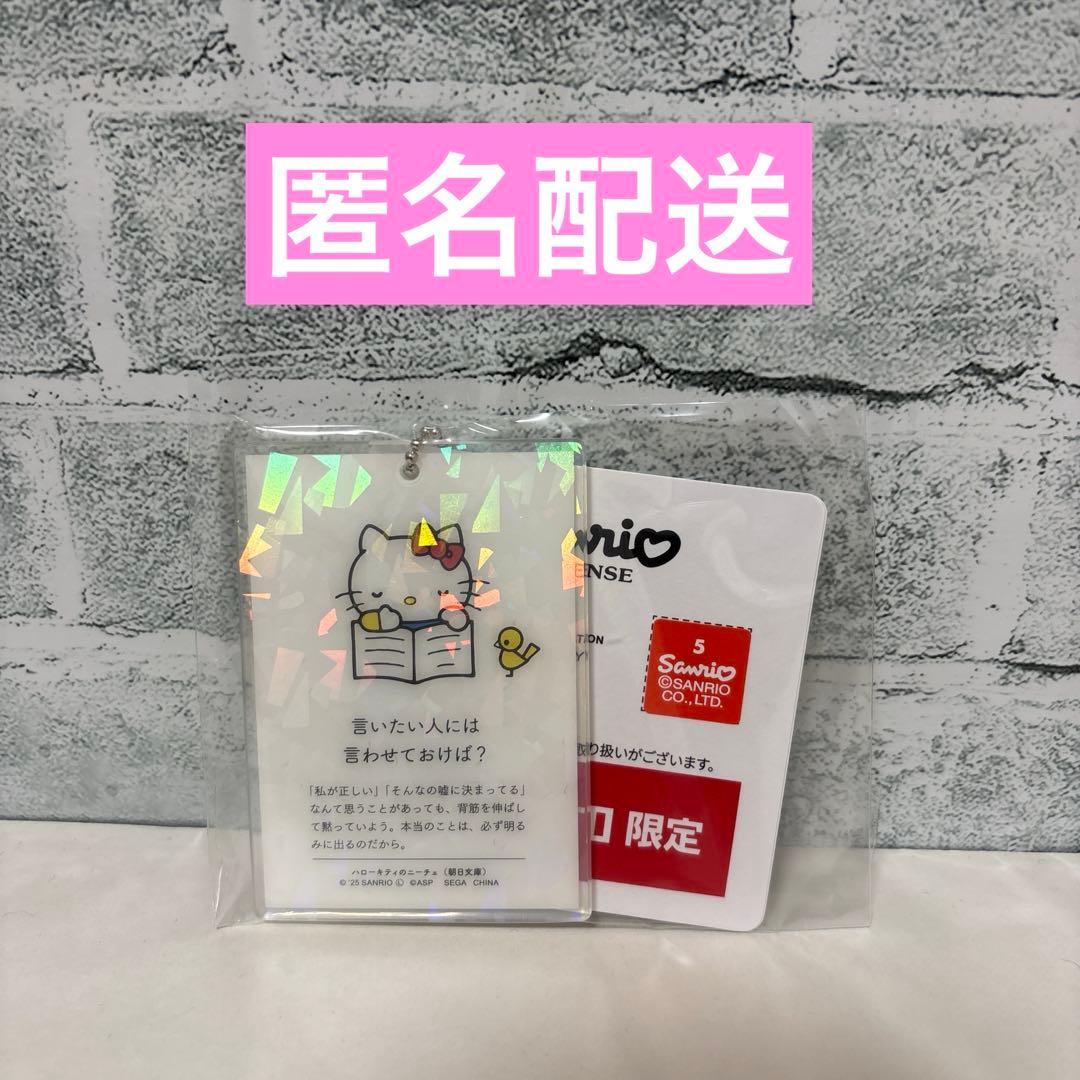 匿名配送
5
Sanrio
©SANRIO
CO., LTD.
り扱いがございます。
限定
言いたい人には
言わせておけば？
「私が正しい」「そんなの嘘に決まってる」
なんて思うことがあっても、背筋を伸ばし
て黙っていよう。本当のことは、必ず明る
みに出るのだから。
ハローキティのニーチェ（朝日文庫）
© '25 SANRIO Ⓛ ©ASP SEGA CHINA